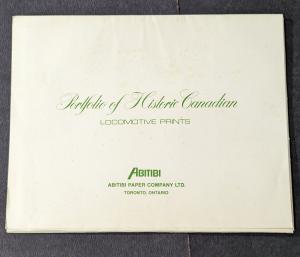 Portfolio of Historic Canadian
LOCOMOTIVE PRINTS
ABITIBI
ABITIBI PAPER COMPANY LTD.
TORONTO, ONTARIO